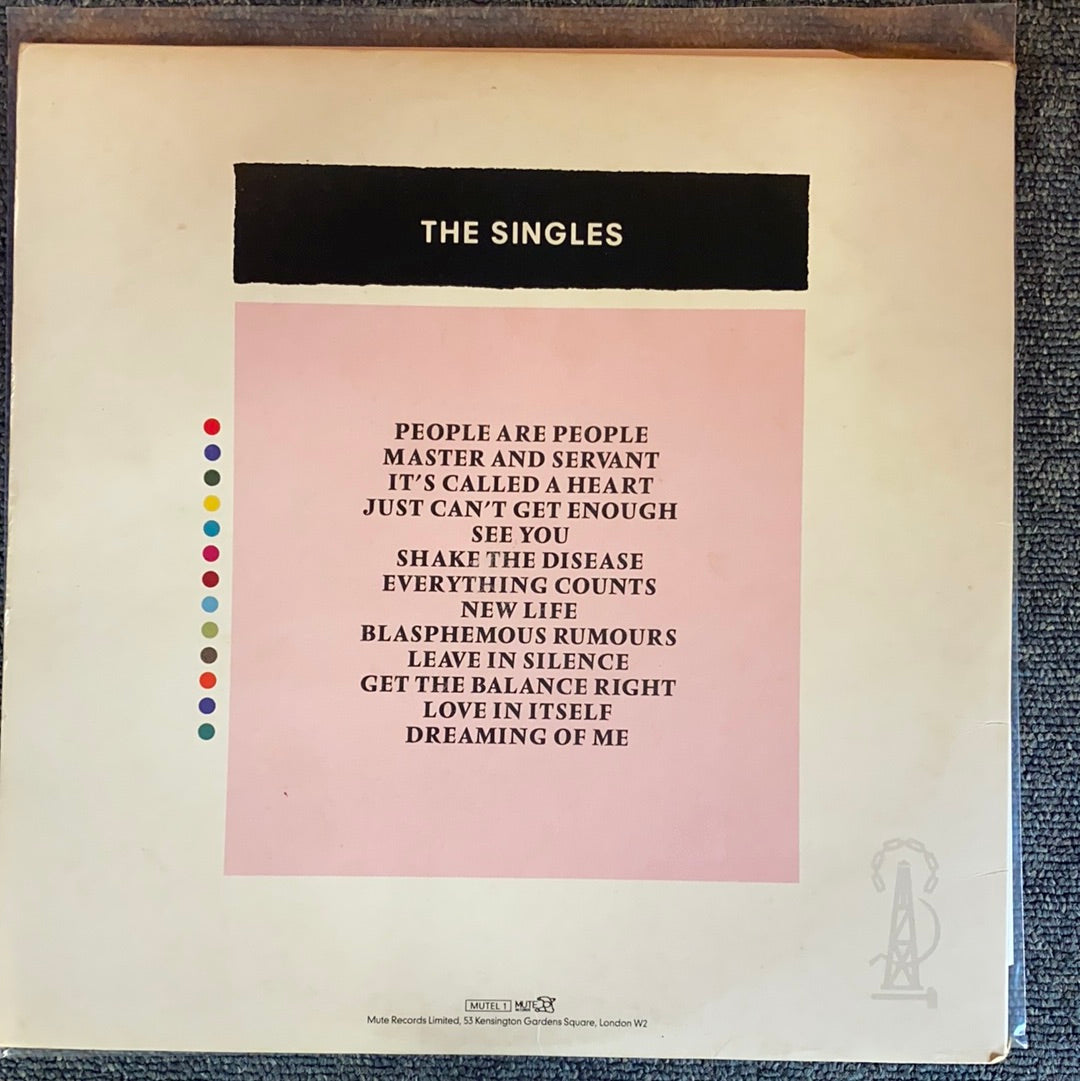 THE SINGLES
PEOPLE ARE PEOPLE
MASTER AND SERVANT
IT'S CALLED A HEART
JUST CAN'T GET ENOUGH
SEE YOU
SHAKE THE DISEASE
EVERYTHING COUNTS
NEW LIFE
BLASPHEMOUS RUMOURS
LEAVE IN SILENCE
GET THE BALANCE RIGHT
LOVE IN ITSELF
DREAMING OF ME
MUTEL 1 MUTE
Mute Records Limited, 53 Kensington Gardens Square, London W2